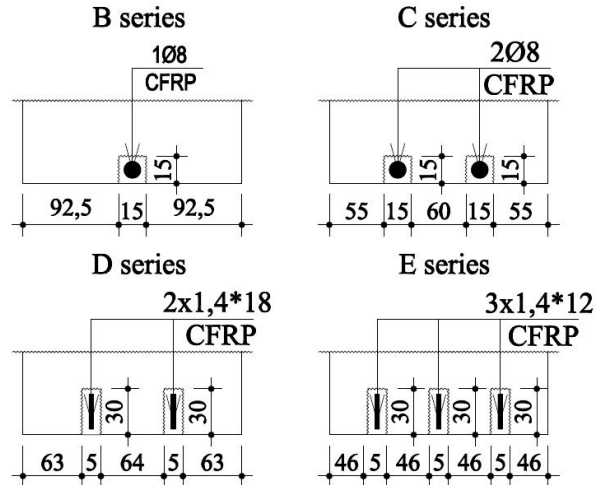 B series
1Ø8
CFRP
15
92,5 15 92,5
C series
2Ø8
CFRP
15 15
55 15 60 15 55
D series
2x1,4*18
CFRP
30 30
63 5 64 5 63
E series
3x1,4*12
CFRP
30 30 30
46 5 46 5 46 5 46